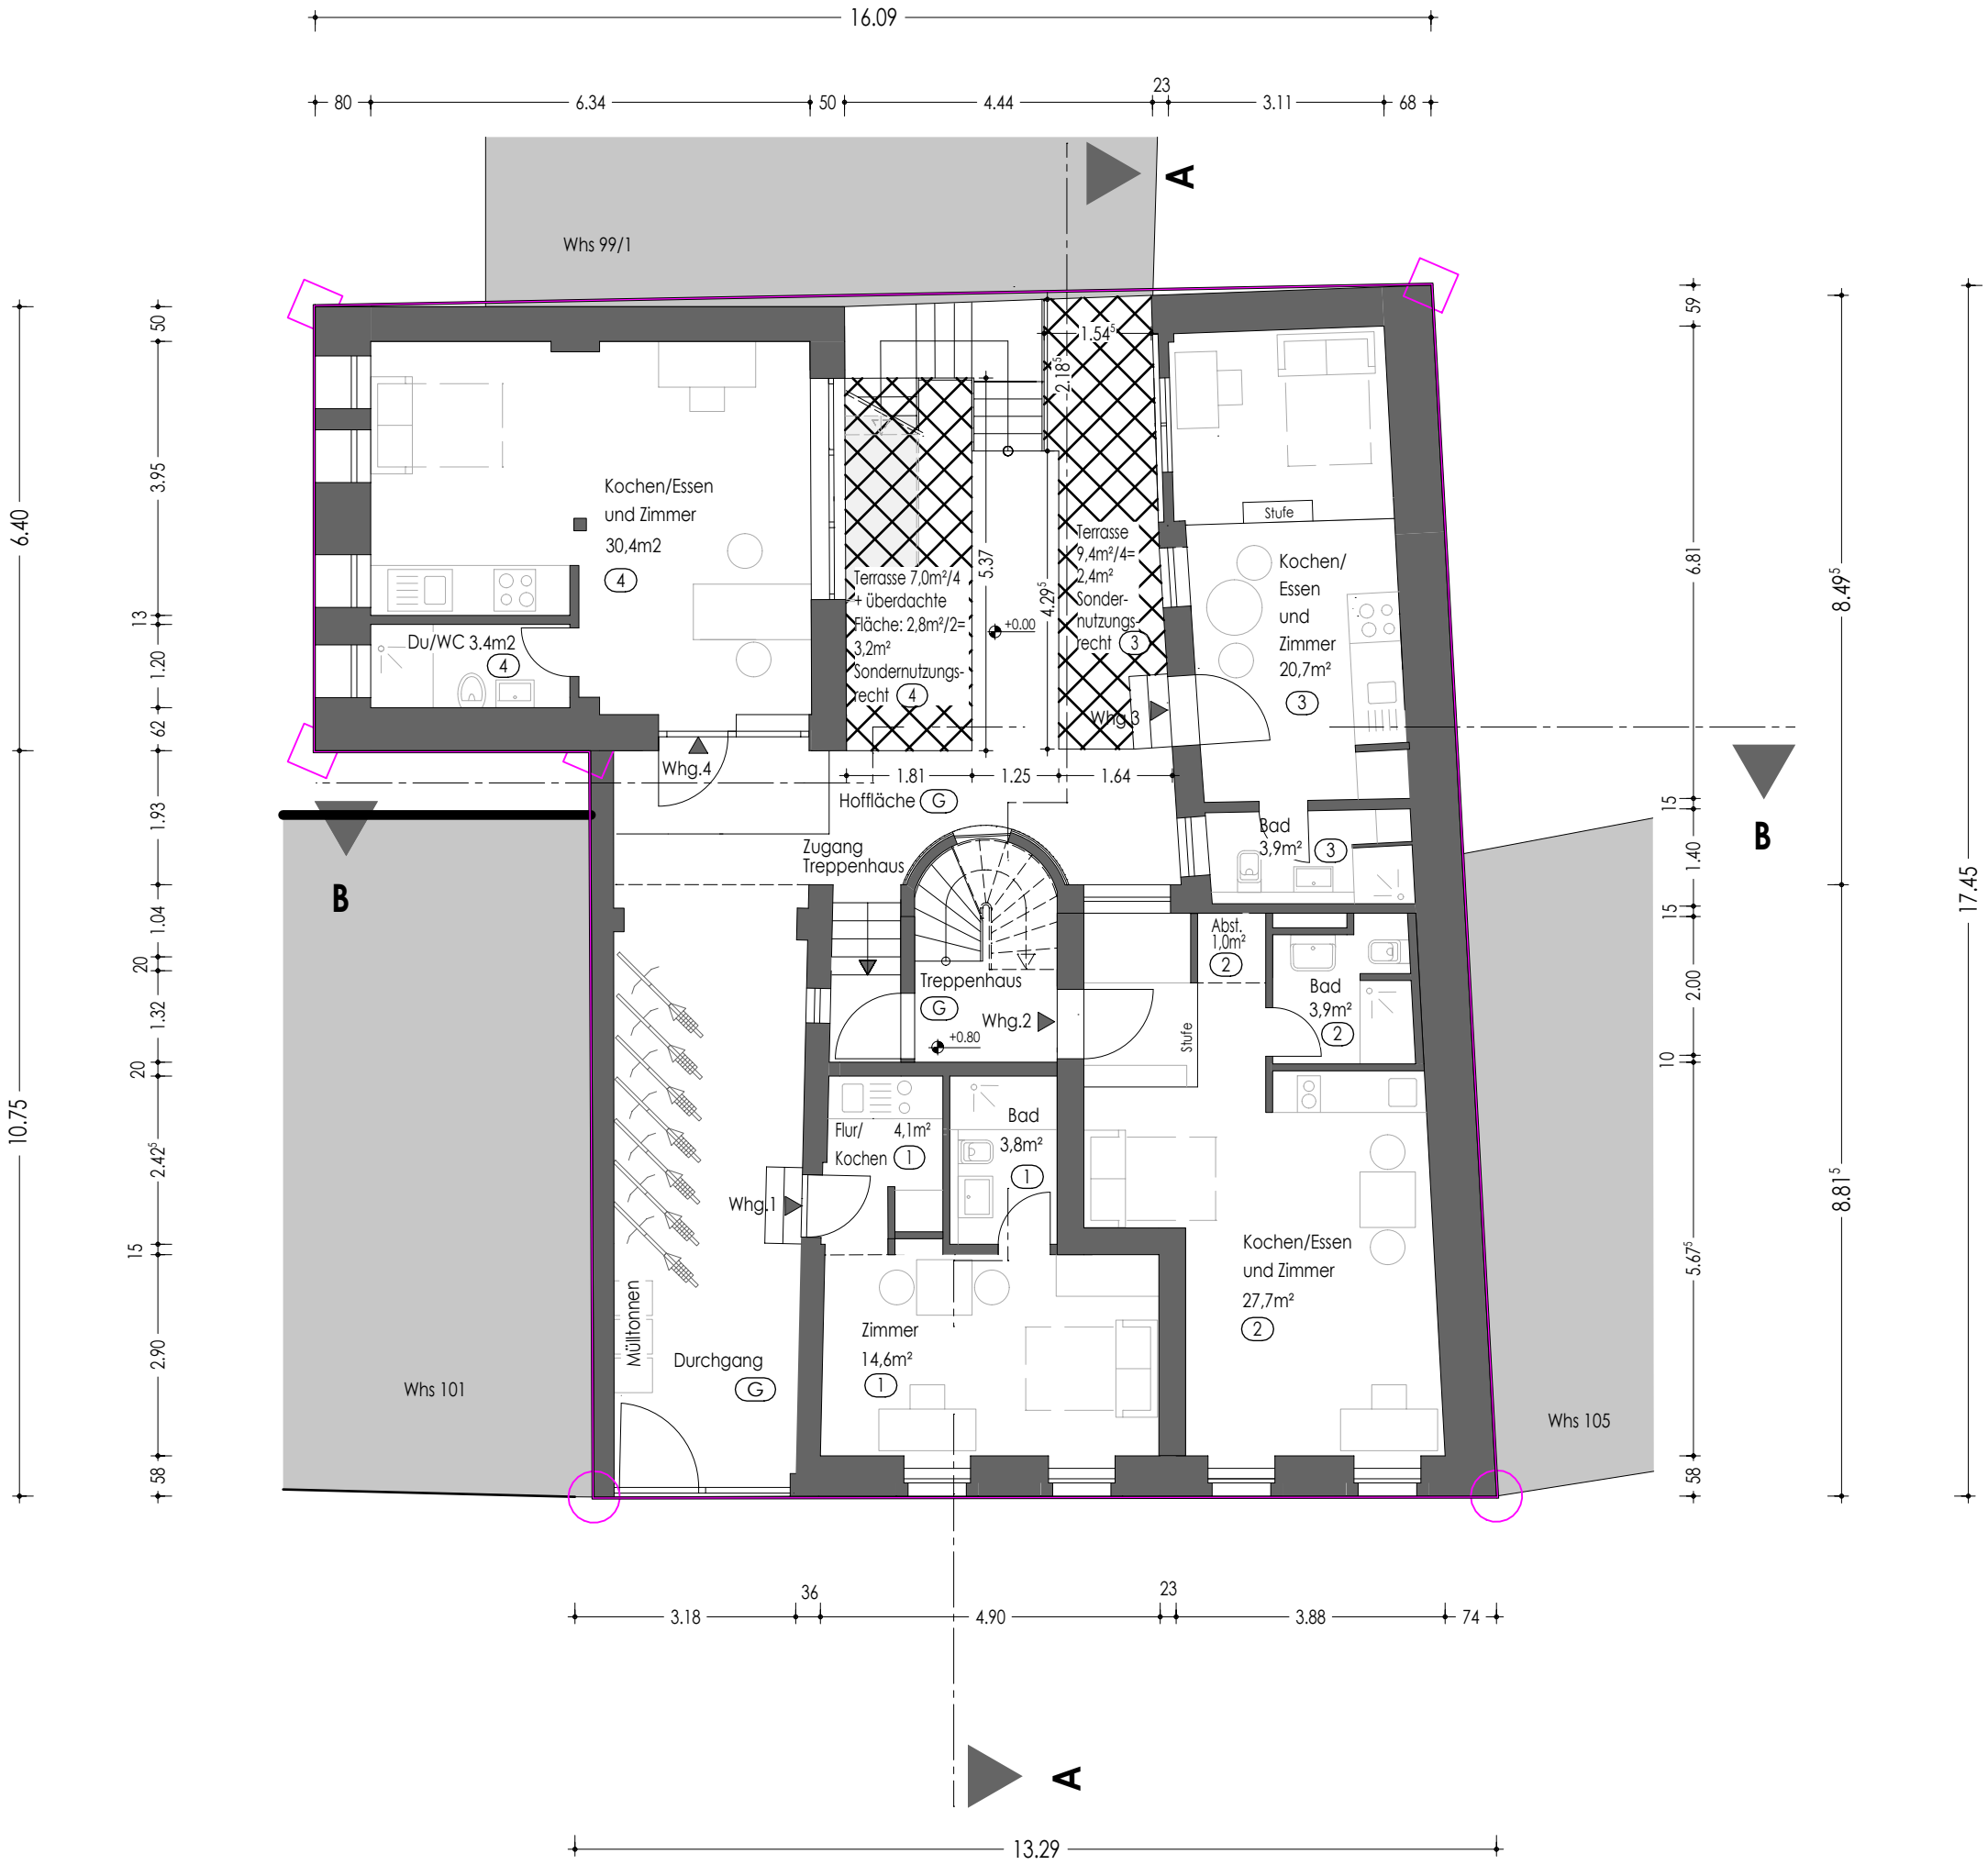 16.09
80
6.34
50
4.44
23
3.11
68
A
Whs 99/1
50
3.95
13
1.20
62
1.93
1.04
20
1.32
20
2.42⁵
15
2.90
58
6.40
10.75
59
6.81
15
1.40
15
2.00
10
5.67⁵
58
8.49⁵
8.81⁵
17.45
1.54⁵
2.18⁵
5.37
4.29⁵
Kochen/Essen
und Zimmer
30,4m2
4
Du/WC 3.4m2
4
Terrasse 7,0m²/4
+ überdachte
Fläche: 2,8m²/2=
3,2m²
Sondernutzungs-
recht 4
+0.00
Terrasse
9,4m²/4=
2,4m²
Sonder-
nutzungs-
recht 3
Stufe
Kochen/
Essen
und
Zimmer
20,7m²
3
Whg.3
Whg.4
1.81
1.25
1.64
Hoffläche G
Zugang
Treppenhaus
Bad
3,9m² 3
B
B
Abst.
1,0m²
2
Bad
3,9m²
2
Treppenhaus
G
Whg.2
+0.80
Stufe
Flur/ 4,1m²
Kochen 1
Bad
3,8m²
1
Whg.1
Kochen/Essen
und Zimmer
27,7m²
2
Zimmer
14,6m²
1
Mülltonnen
Durchgang
G
Whs 101
Whs 105
3.18
36
4.90
23
3.88
74
A
13.29